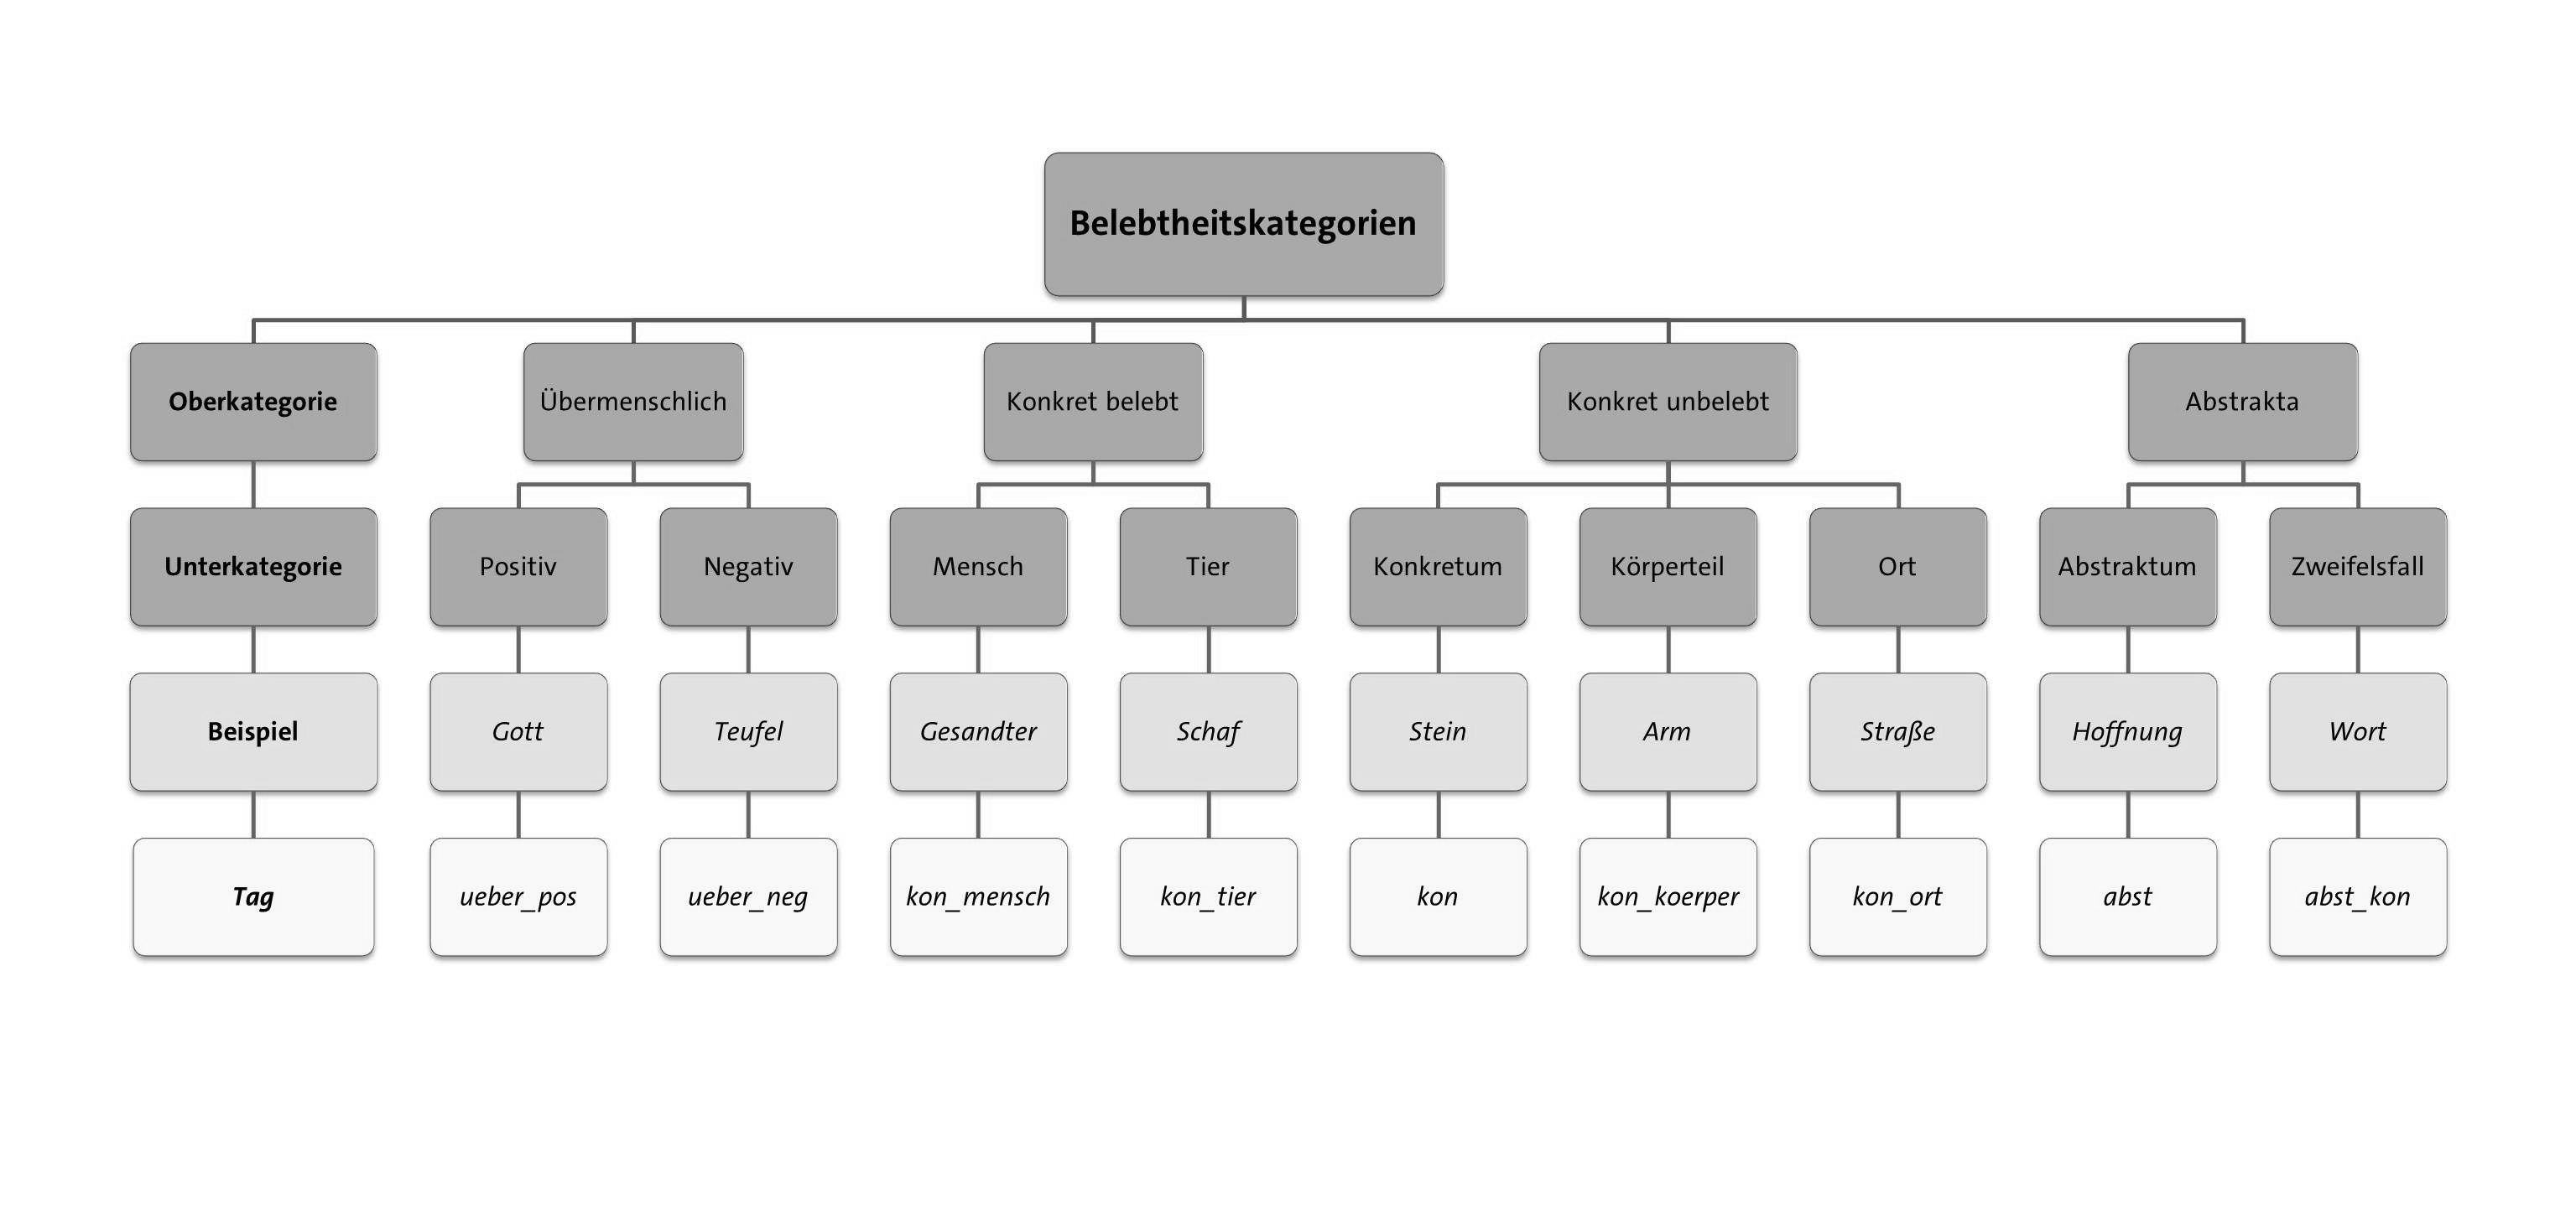 Belebtheitskategorien
Oberkategorie
Übermenschlich
Konkret belebt
Konkret unbelebt
Abstrakta
Unterkategorie
Positiv
Negativ
Mensch
Tier
Konkretum
Körperteil
Ort
Abstraktum
Zweifelsfall
Beispiel
Gott
Teufel
Gesandter
Schaf
Stein
Arm
Straße
Hoffnung
Wort
Tag
ueber_pos
ueber_neg
kon_mensch
kon_tier
kon
kon_koerper
kon_ort
abst
abst_kon